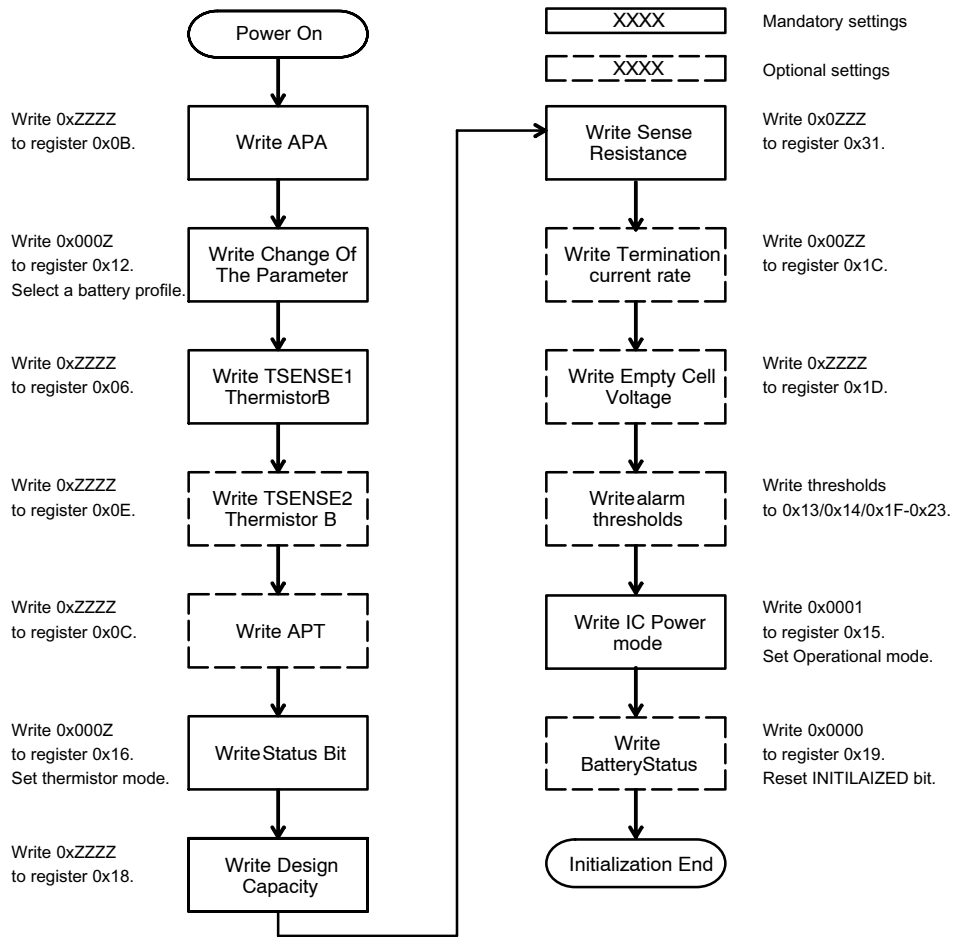 Power On
Write 0xZZZZ
to register 0x0B.
Write APA
Write 0x000Z
to register 0x12.
Select a battery profile.
Write Change Of
The Parameter
Write 0xZZZZ
to register 0x06.
Write TSENSE1
ThermistorB
Write 0xZZZZ
to register 0x0E.
Write TSENSE2
Thermistor B
Write 0xZZZZ
to register 0x0C.
Write APT
Write 0x000Z
to register 0x16.
Set thermistor mode.
WriteStatus Bit
Write 0xZZZZ
to register 0x18.
Write Design
Capacity
XXXX
Mandatory settings
XXXX
Optional settings
Write Sense
Resistance
Write 0x0ZZZ
to register 0x31.
Write Termination
current rate
Write 0x00ZZ
to register 0x1C.
Write Empty Cell
Voltage
Write 0xZZZZ
to register 0x1D.
Writealarm
thresholds
Write thresholds
to 0x13/0x14/0x1F-0x23.
Write IC Power
mode
Write 0x0001
to register 0x15.
Set Operational mode.
Write
BatteryStatus
Write 0x0000
to register 0x19.
Reset INITILAIZED bit.
Initialization End